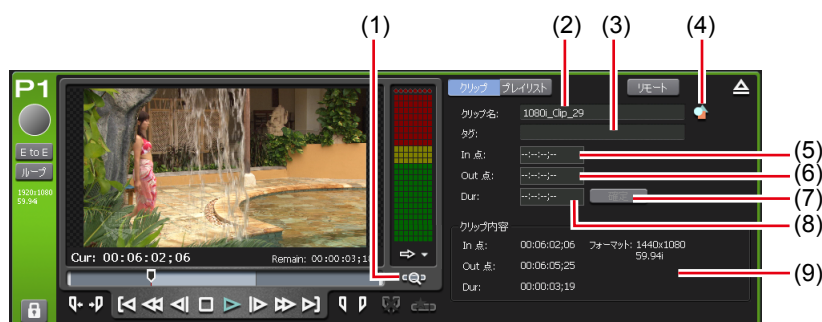 (1)
(2)
(3)
(4)
P1
クリップ プレイリスト リモート
クリップ名: 1080i_Clip_29
タグ:
E to E
ループ
1920x1080
59.94i
In 点: --:--:--;--
(5)
Out 点: --:--:--;--
(6)
Dur: --:--:--;-- 確定
(7)
(8)
クリップ内容
Cur: 00:06:02;06 Remain: 00:00:03;1
In 点: 00:06:02;06 フォーマット: 1440x1080
59.94i
Out 点: 00:06:05;25
(9)
Dur: 00:00:03;19